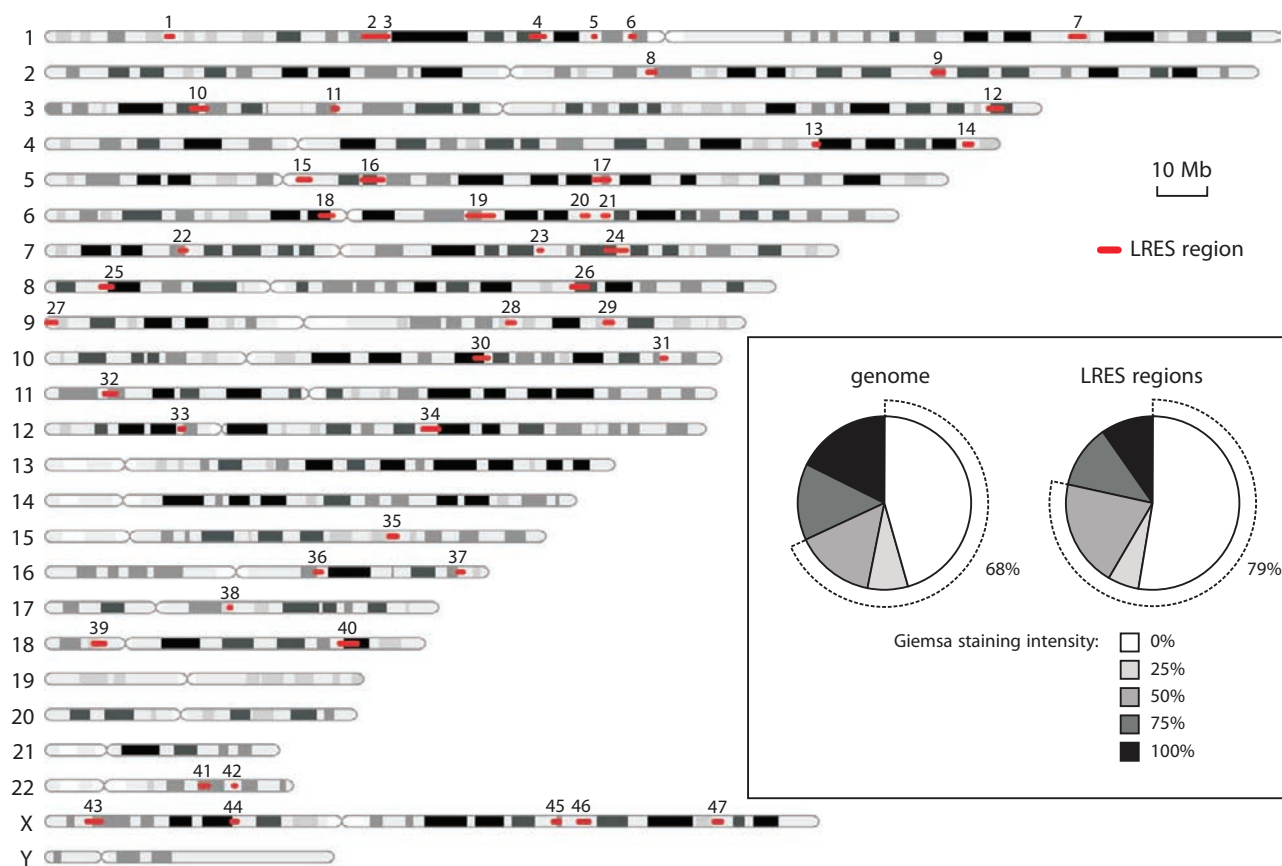 1 2 3 4 5 6 7
1
8 9
2
10 11 12
3
13 14
4
15 16 17
5
10 Mb
18 19 20 21
6
22 23 24
7
LRES region
25 26
8
27 28 29
9
30 31
10
32
11
33 34
12
13
14
35
15
36 37
16
38
17
39 40
18
19
20
21
41 42
22
43 44 45 46 47
X
Y
genome LRES regions
68% 79%
Giemsa staining intensity: 0%
25%
50%
75%
100%